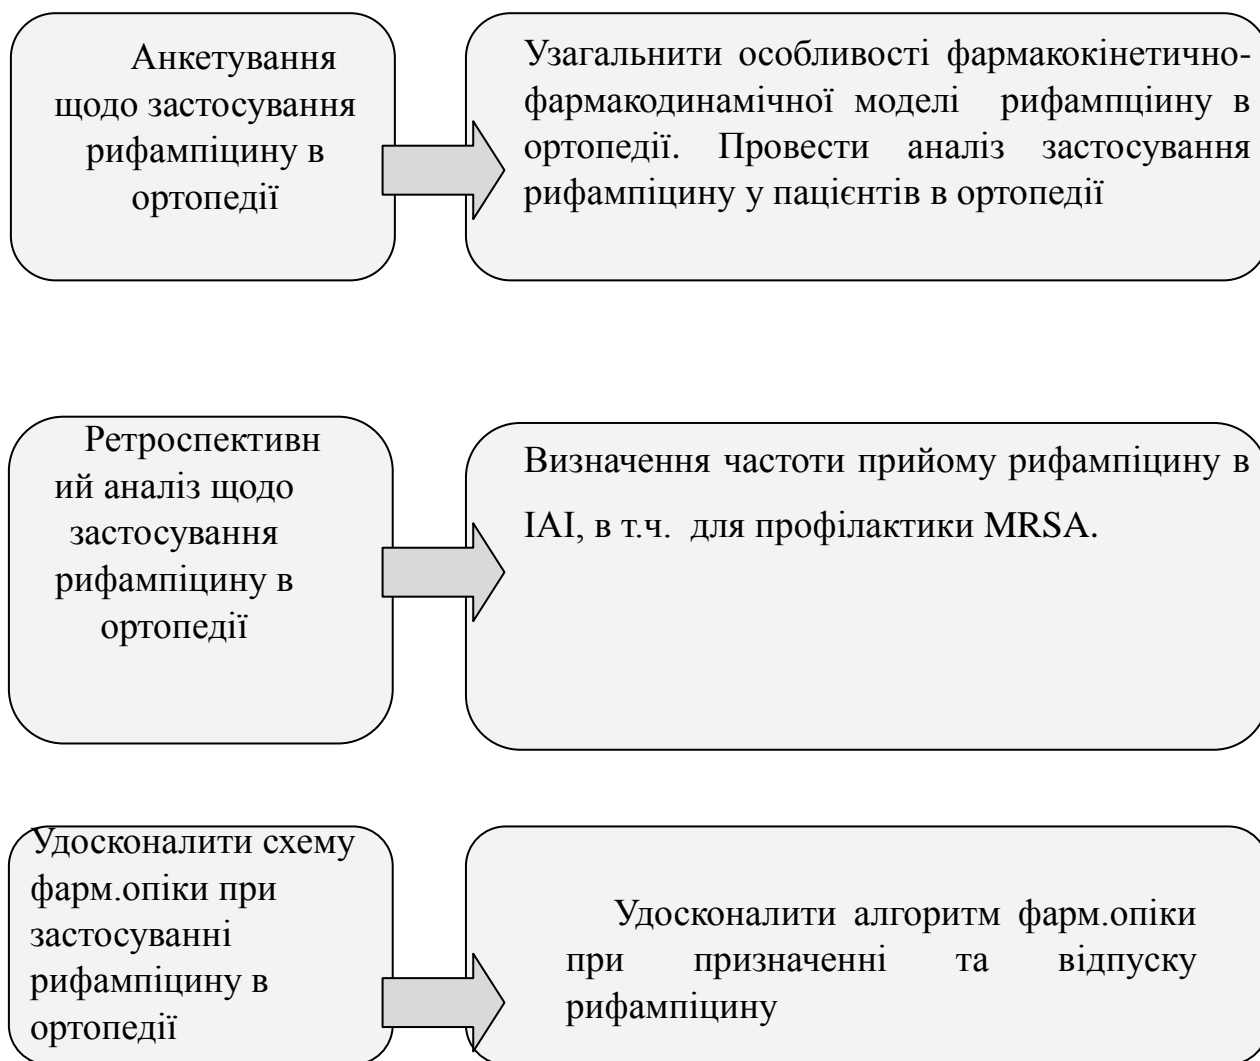 Анкетування
щодо застосування
рифампіцину в
ортопедії
Узагальнити особливості фармакокінетично-
фармакодинамічної моделі рифампціину в
ортопедії. Провести аналіз застосування
рифампіцину у пацієнтів в ортопедії
Ретроспективн
ий аналіз щодо
застосування
рифампіцину в
ортопедії
Визначення частоти прийому рифампіцину в
ІАІ, в т.ч. для профілактики MRSA.
Удосконалити схему
фарм.опіки при
застосуванні
рифампіцину в
ортопедії
Удосконалити алгоритм фарм.опіки
при призначенні та відпуску
рифампіцину